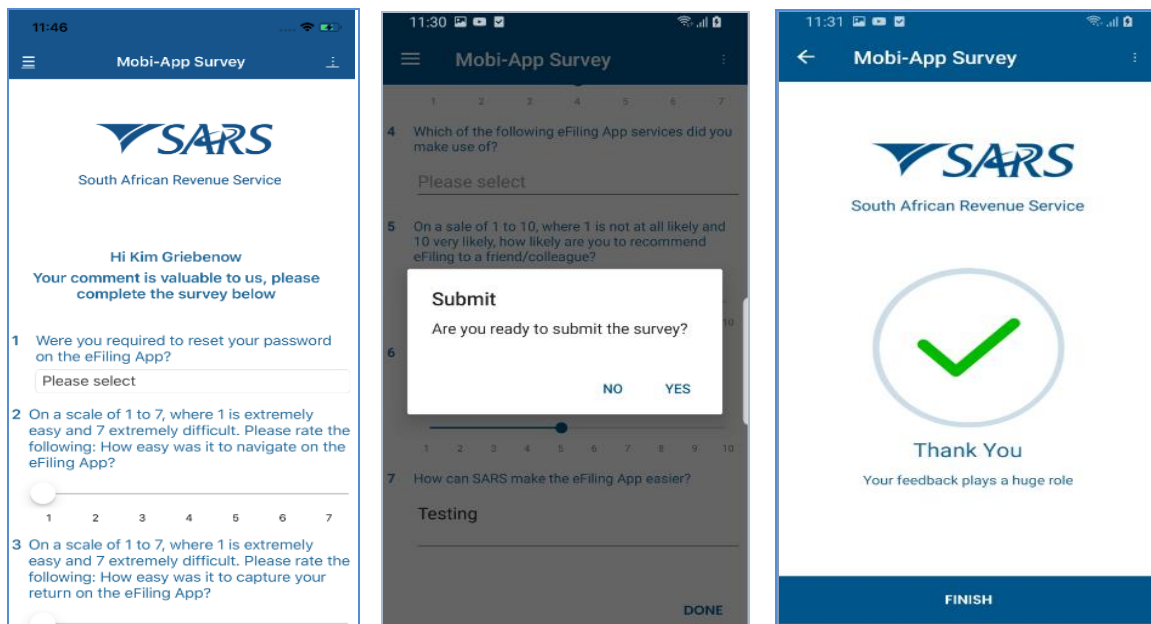 11:46
Mobi-App Survey
SARS
South African Revenue Service
Hi Kim Griebenow
Your comment is valuable to us, please
complete the survey below
1 Were you required to reset your password
on the eFiling App?
Please select
2 On a scale of 1 to 7, where 1 is extremely
easy and 7 extremely difficult. Please rate the
following: How easy was it to navigate on the
eFiling App?
1 2 3 4 5 6 7
3 On a scale of 1 to 7, where 1 is extremely
easy and 7 extremely difficult. Please rate the
following: How easy was it to capture your
return on the eFiling App?
11:30
Mobi-App Survey
1 2 3 4 5 6 7
4 Which of the following eFiling App services did you
make use of?
Please select
5 On a sale of 1 to 10, where 1 is not at all likely and
10 very likely, how likely are you to recommend
eFiling to a friend/colleague?
10
Submit
Are you ready to submit the survey?
NO YES
6
1 2 3 4 5 6 7 8 9 10
7 How can SARS make the eFiling App easier?
Testing
DONE
11:31
Mobi-App Survey
SARS
South African Revenue Service
Thank You
Your feedback plays a huge role
FINISH